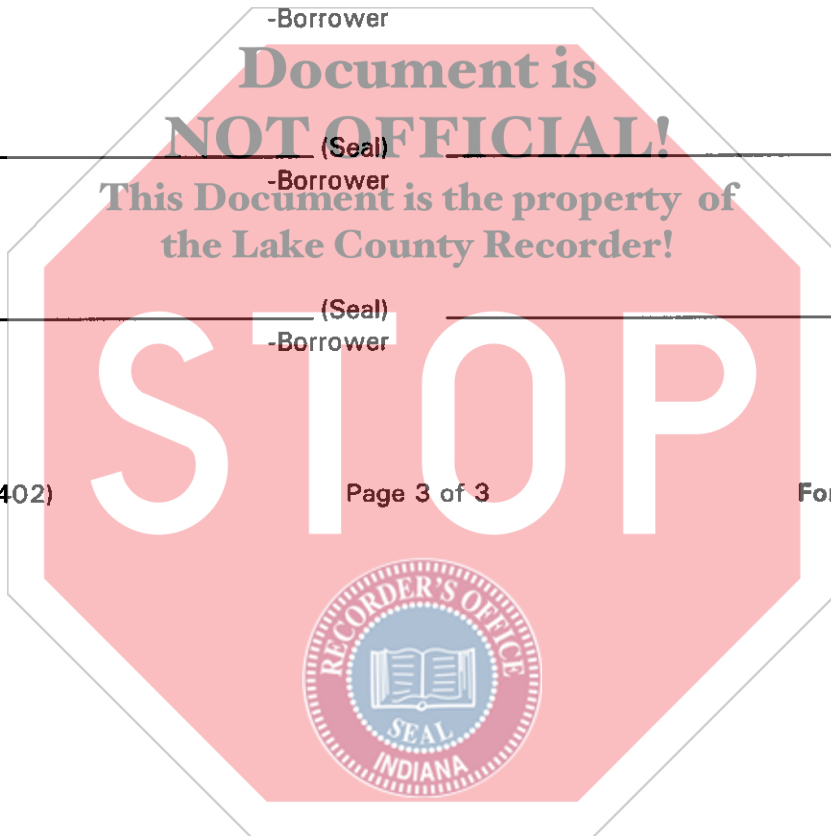 -Borrower
Document is
NOT OFFICIAL!
(Seal)
-Borrower
This Document is the property of
the Lake County Recorder!
(Seal)
-Borrower
STOP
402)
Page 3 of 3
For
RECORDER'S OFFICE
SEAL
INDIANA